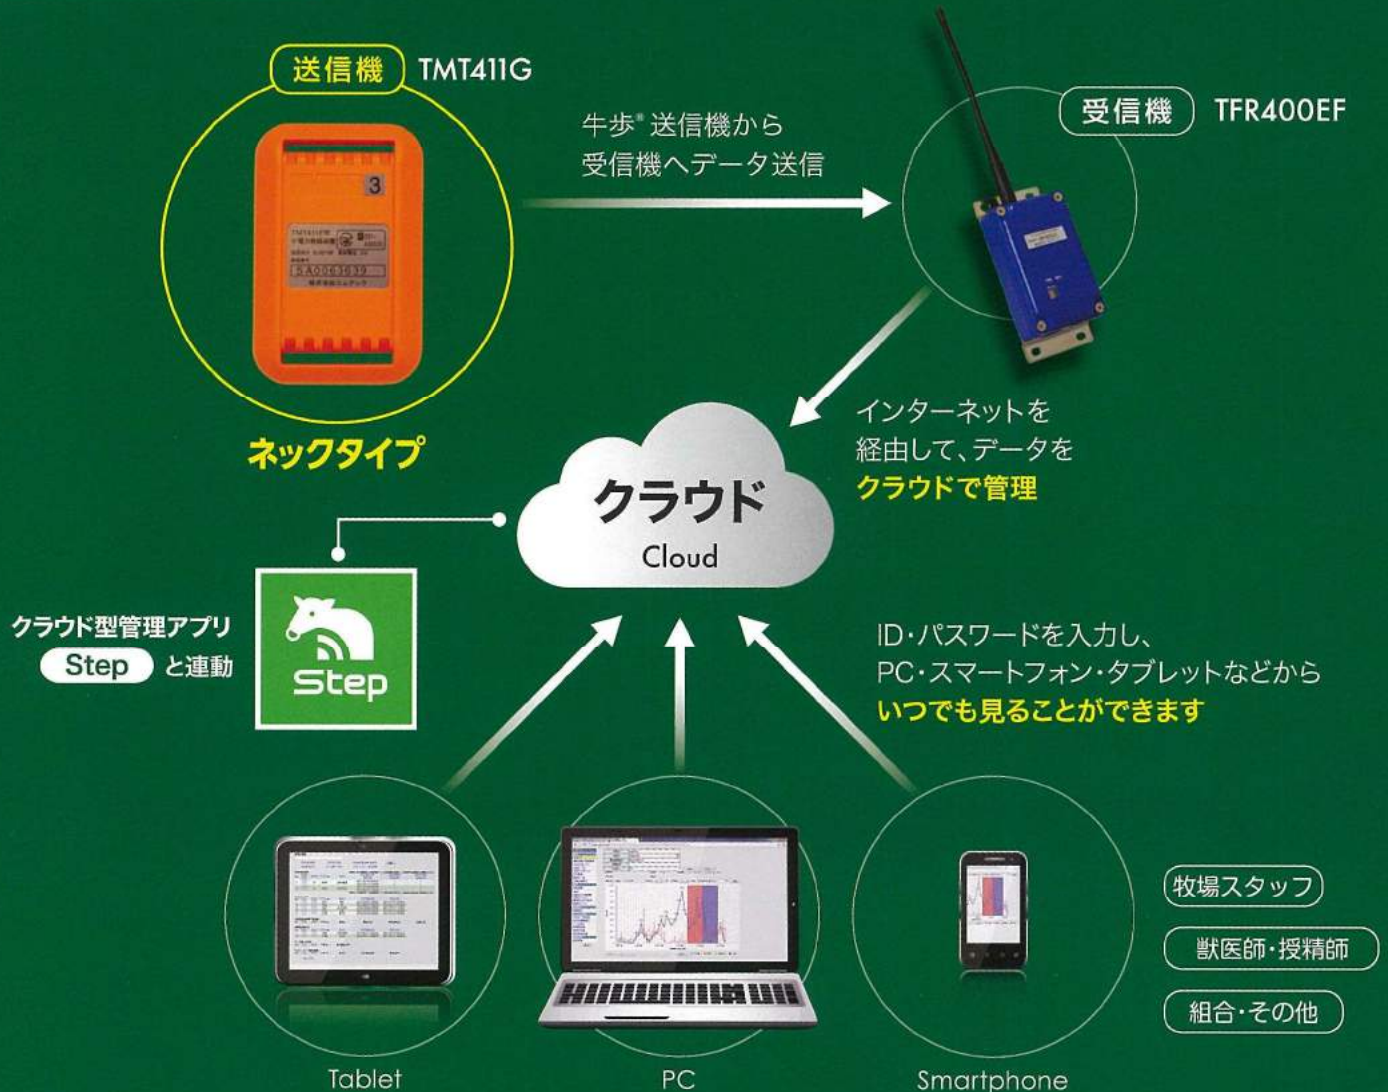 送信機 TMT411G
牛歩® 送信機から
受信機へデータ送信
受信機 TFR400EF
3
5A0063639
ネックタイプ
インターネットを
経由して、データを
クラウドで管理
クラウド
Cloud
クラウド型管理アプリ
Step と連動
Step
ID・パスワードを入力し、
PC・スマートフォン・タブレットなどから
いつでも見ることができます
牧場スタッフ
獣医師・授精師
組合・その他
Tablet
PC
Smartphone